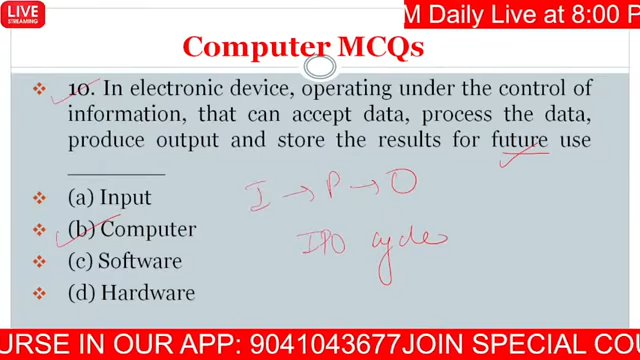 LIVE
STREAMING
M Daily Live at 8:00 P
Computer MCQs
10. In electronic device, operating under the control of
information, that can accept data, process the data,
produce output and store the results for future use
(a) Input
(b) Computer
(c) Software
(d) Hardware
I → P → O
IPO cycle
URSE IN OUR APP: 9041043677JOIN SPECIAL COU